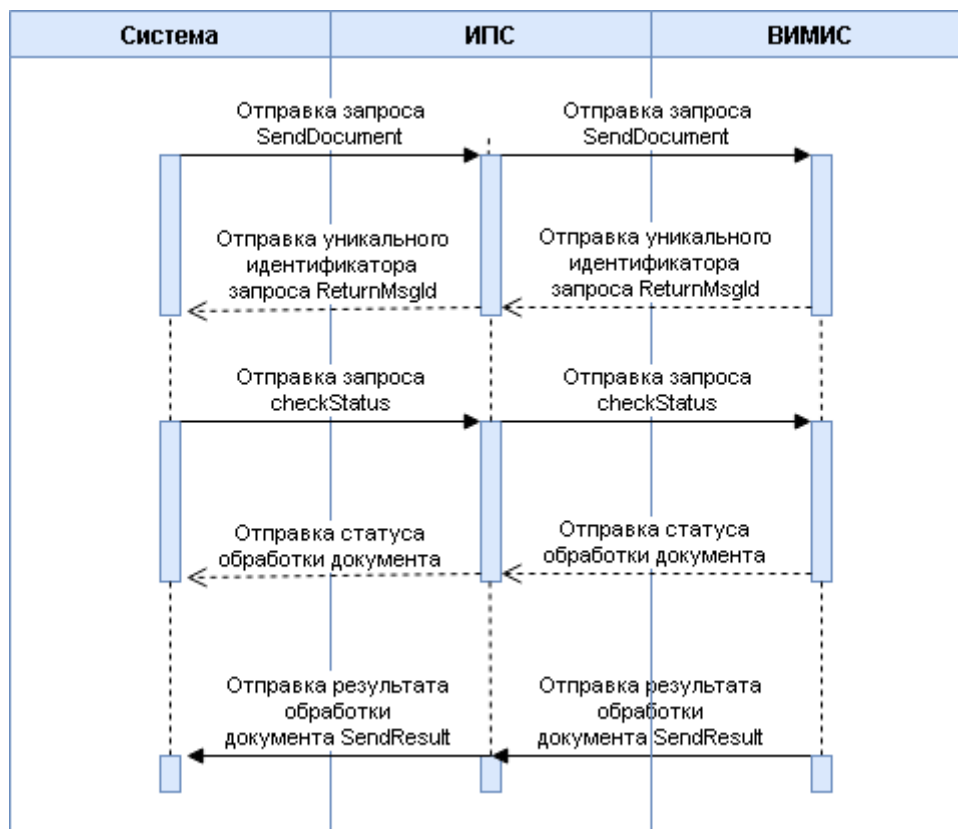 Система
ИПС
ВИМИС
Отправка запроса
SendDocument
Отправка запроса
SendDocument
Отправка уникального
идентификатора
запроса ReturnMsgId
Отправка уникального
идентификатора
запроса ReturnMsgId
Отправка запроса
checkStatus
Отправка запроса
checkStatus
Отправка статуса
обработки документа
Отправка статуса
обработки документа
Отправка результата
обработки
документа SendResult
Отправка результата
обработки
документа SendResult